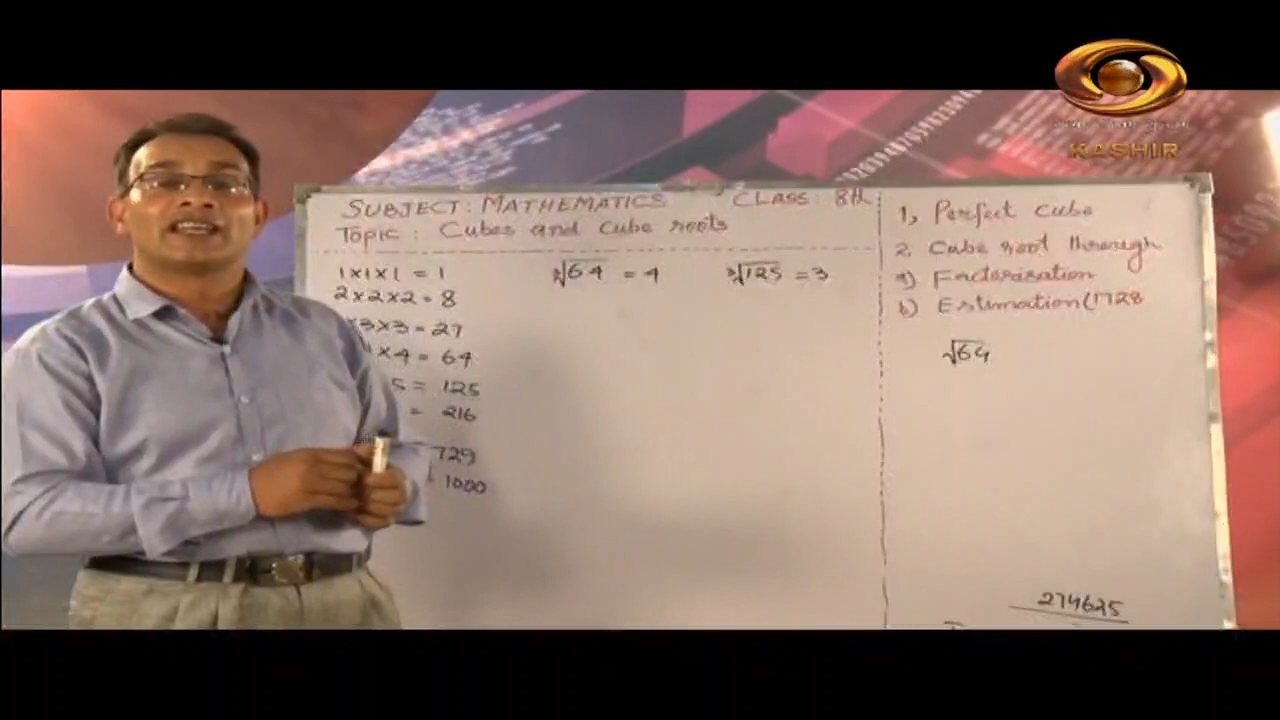 KASHIR
SUBJECT: MATHEMATICS CLASS: 8th
Topic: Cubes and Cube roots
1×1×1 = 1
2×2×2 = 8
×3×3 = 27
×4 = 64
5 = 125
= 216
729
1000
∛64 = 4
∛125 = 3
1, Perfect cube
2. Cube root through
a) Factorisation
b) Estimation (1728
√64
274625